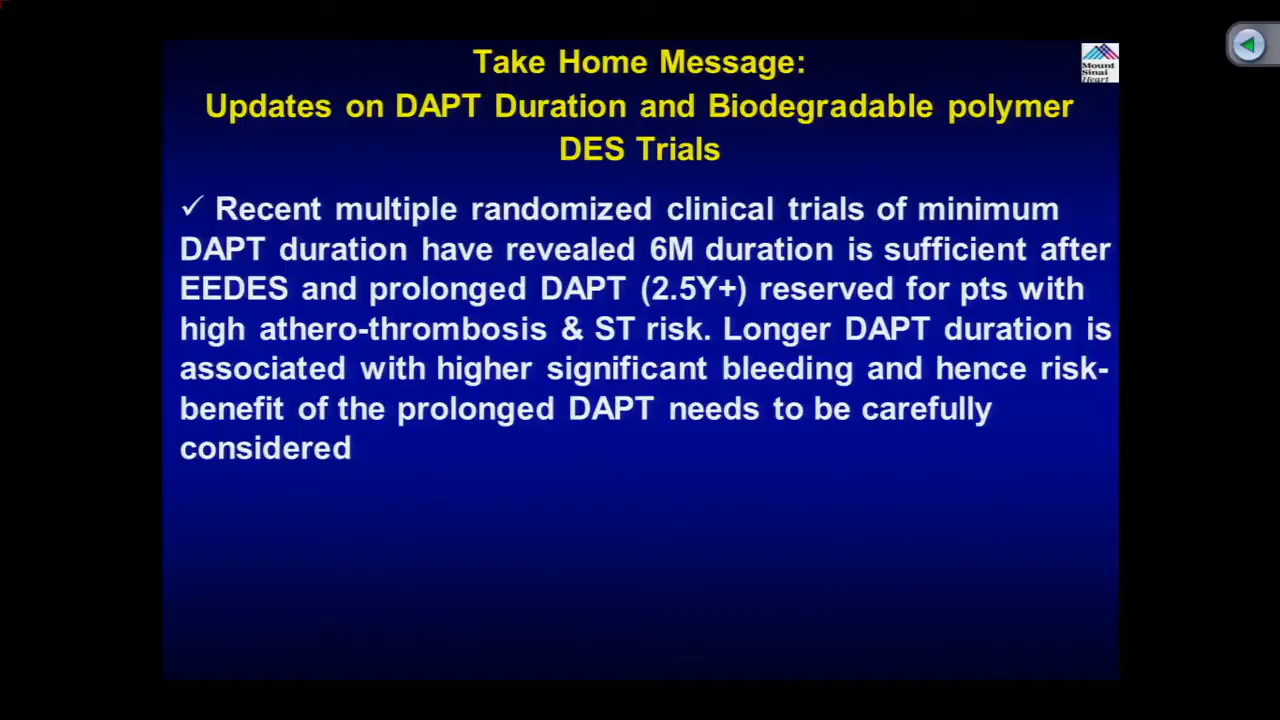 Take Home Message:
Updates on DAPT Duration and Biodegradable polymer
DES Trials
Mount
Sinai
Heart
✓ Recent multiple randomized clinical trials of minimum
DAPT duration have revealed 6M duration is sufficient after
EEDES and prolonged DAPT (2.5Y+) reserved for pts with
high athero-thrombosis & ST risk. Longer DAPT duration is
associated with higher significant bleeding and hence risk-
benefit of the prolonged DAPT needs to be carefully
considered